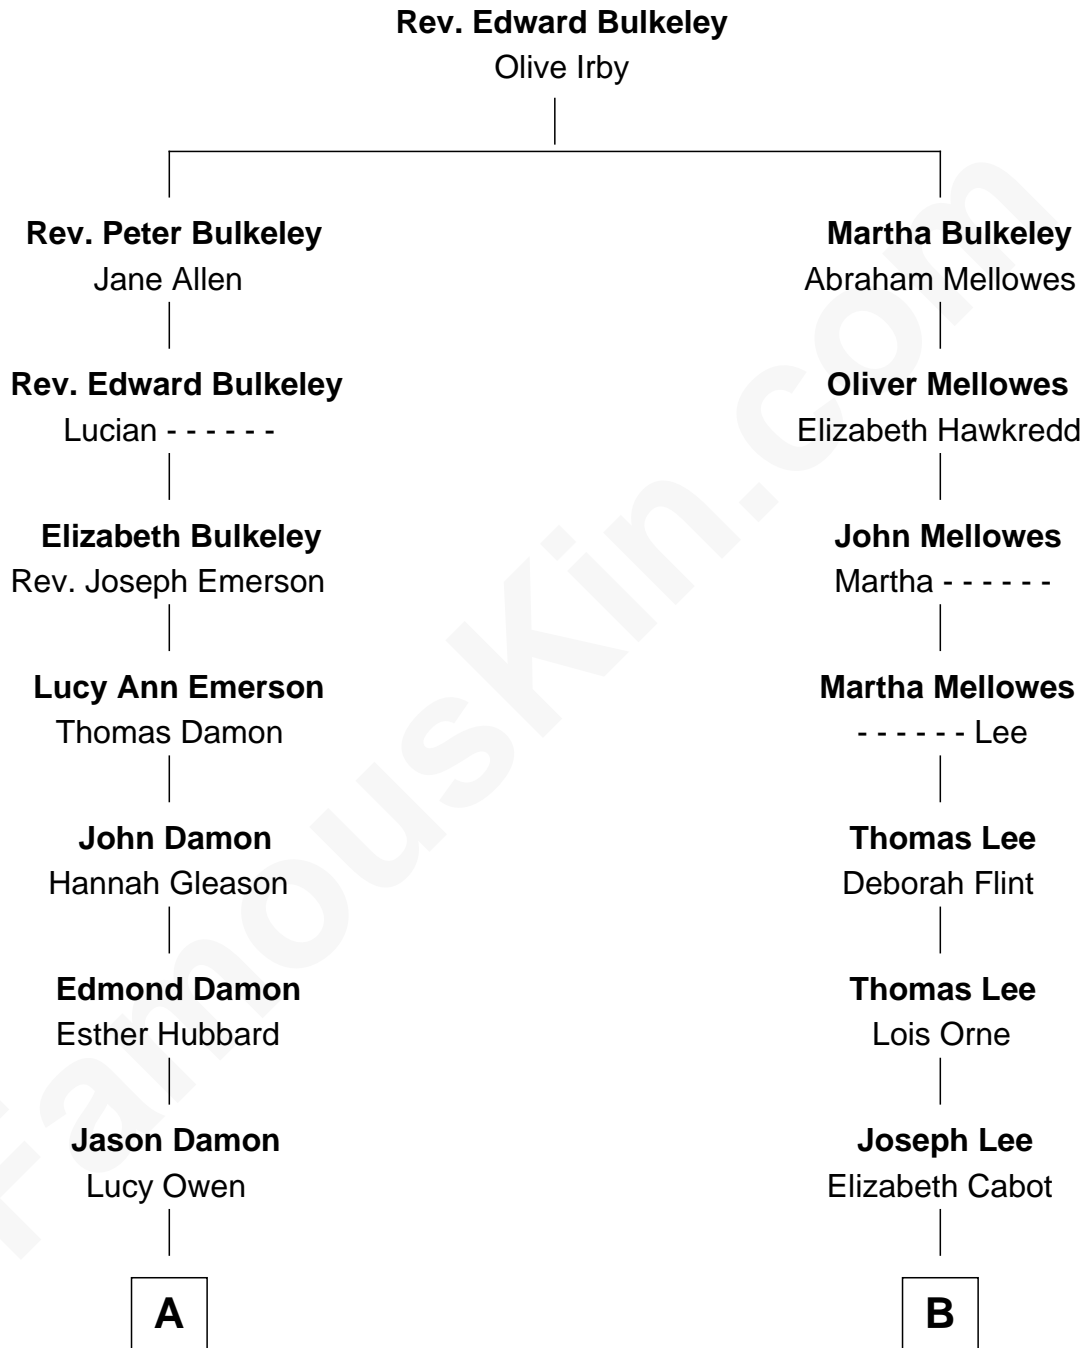 Rev. Edward Bulkeley
Olive Irby
Rev. Peter Bulkeley
Jane Allen
Rev. Edward Bulkeley
Lucian - - - - - -
Elizabeth Bulkeley
Rev. Joseph Emerson
Lucy Ann Emerson
Thomas Damon
John Damon
Hannah Gleason
Edmond Damon
Esther Hubbard
Jason Damon
Lucy Owen
A
Martha Bulkeley
Abraham Mellowes
Oliver Mellowes
Elizabeth Hawkredd
John Mellowes
Martha - - - - - -
Martha Mellowes
- - - - - - Lee
Thomas Lee
Deborah Flint
Thomas Lee
Lois Orne
Joseph Lee
Elizabeth Cabot
B
FamousKin.com